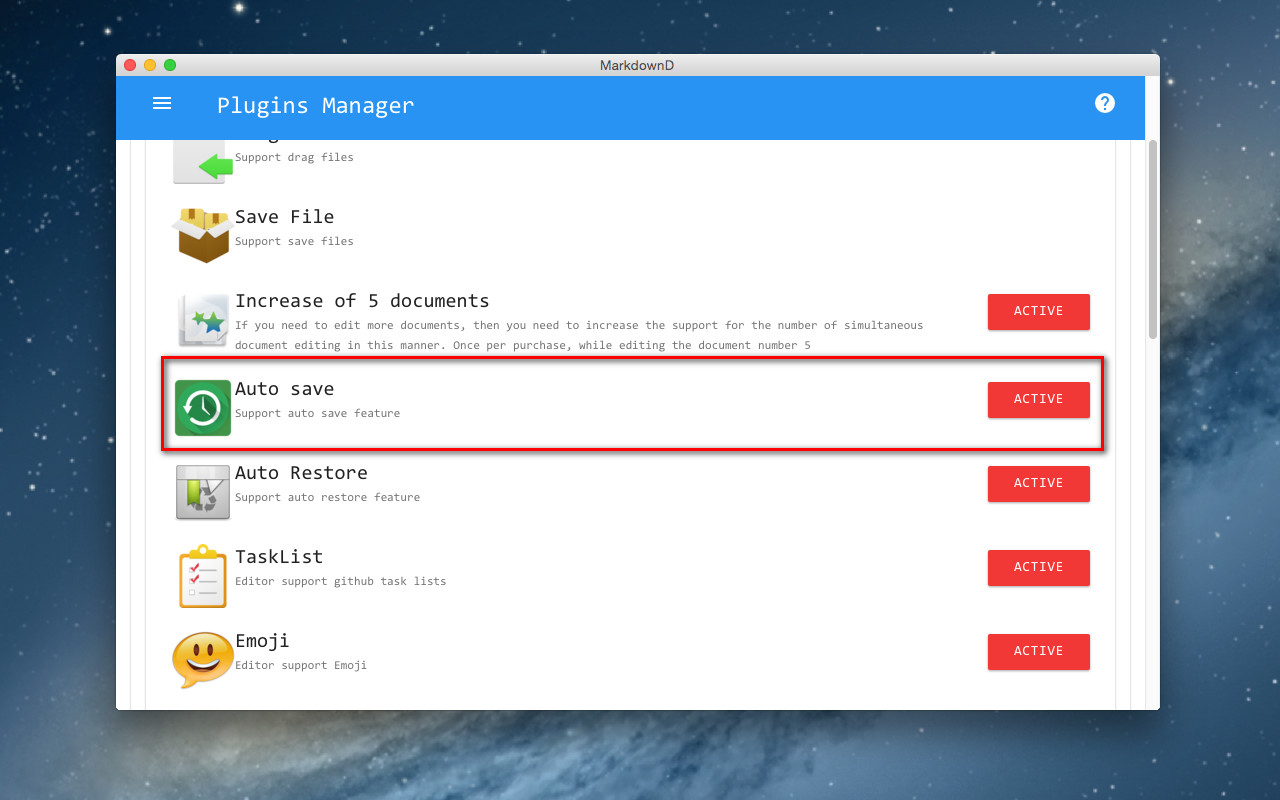 MarkdownD
Plugins Manager
Support drag files
Save File
Support save files
Increase of 5 documents
If you need to edit more documents, then you need to increase the support for the number of simultaneous
document editing in this manner. Once per purchase, while editing the document number 5
ACTIVE
Auto save
Support auto save feature
ACTIVE
Auto Restore
Support auto restore feature
ACTIVE
TaskList
Editor support github task lists
ACTIVE
Emoji
Editor support Emoji
ACTIVE